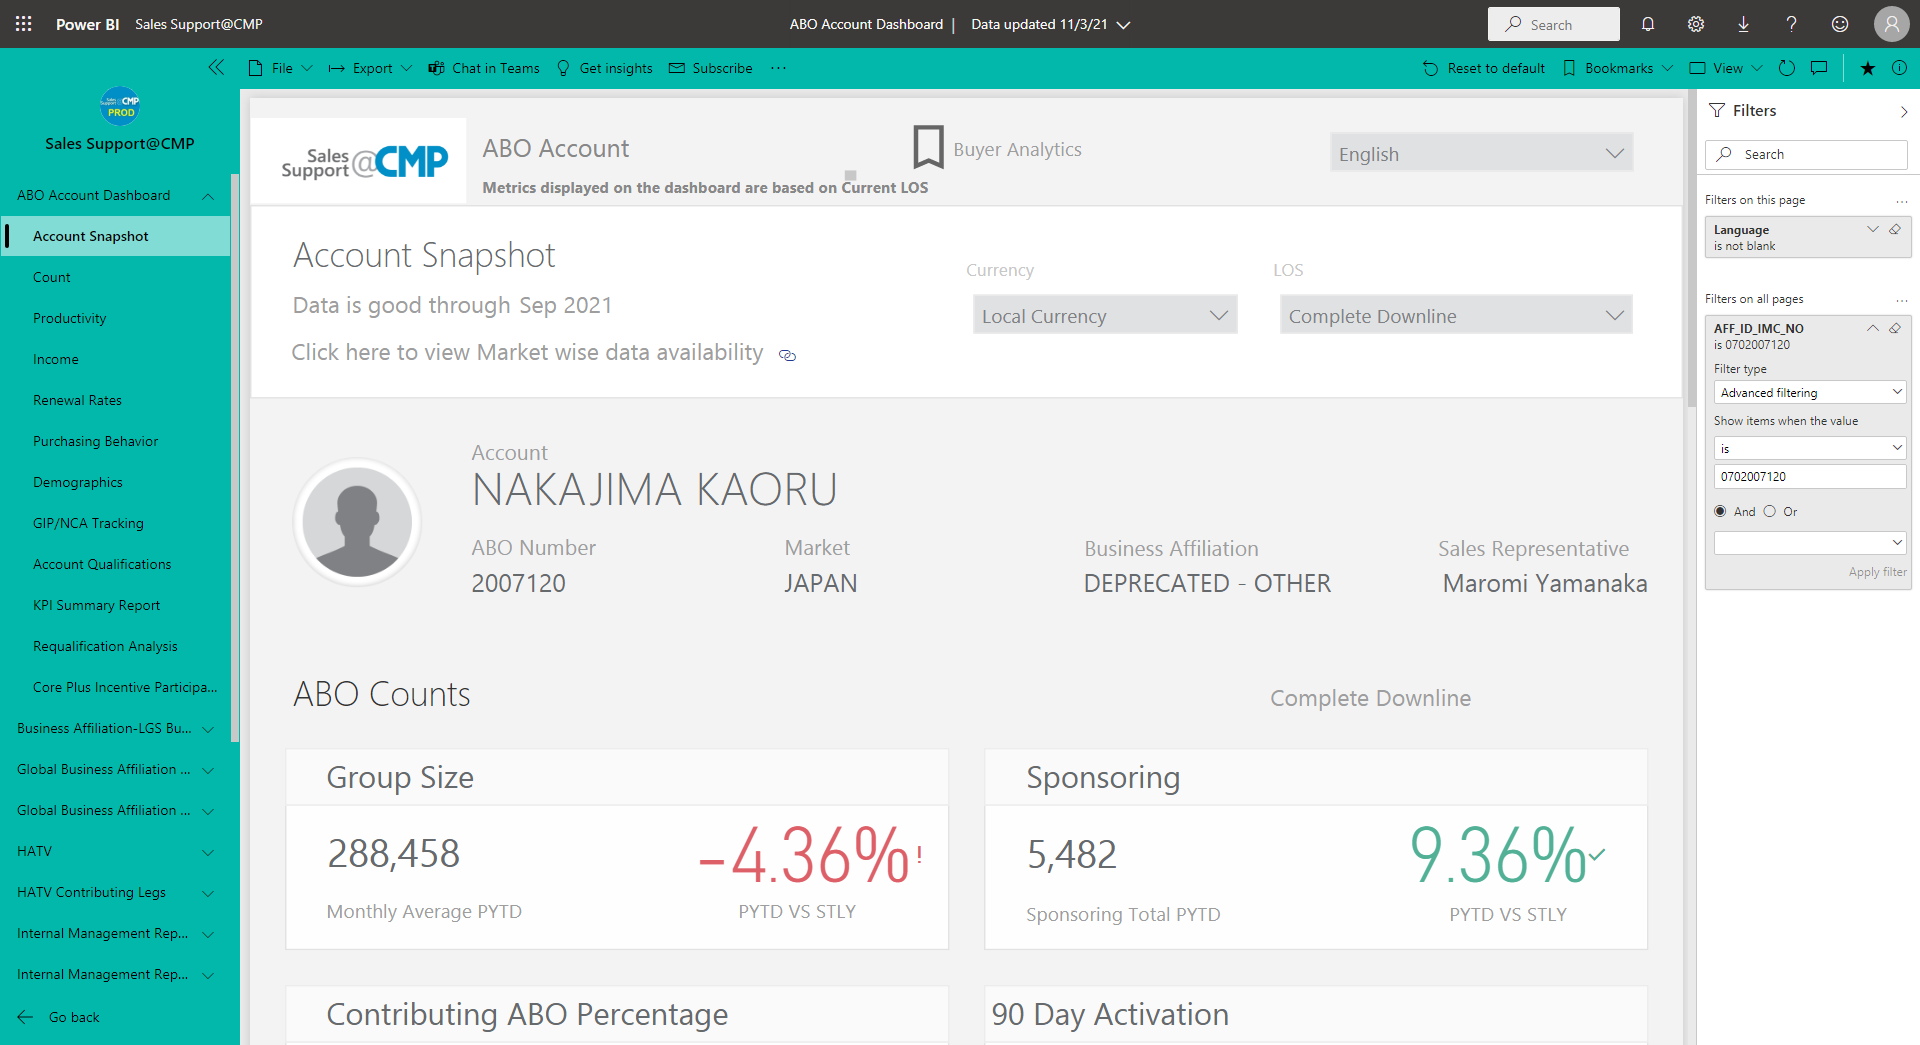 Power BI
Sales Support@CMP
ABO Account Dashboard | Data updated 11/3/21
Search
File
Export
Chat in Teams
Get insights
Subscribe
Reset to default
Bookmarks
View
Sales Support@CMP
PROD
Sales Support@CMP
ABO Account Dashboard
Account Snapshot
Count
Productivity
Income
Renewal Rates
Purchasing Behavior
Demographics
GIP/NCA Tracking
Account Qualifications
KPI Summary Report
Requalification Analysis
Core Plus Incentive Participa...
Business Affiliation-LGS Bu...
Global Business Affiliation ...
Global Business Affiliation ...
HATV
HATV Contributing Legs
Internal Management Rep...
Internal Management Rep...
Go back
Sales Support@CMP
ABO Account
Buyer Analytics
English
Metrics displayed on the dashboard are based on Current LOS
Account Snapshot
Data is good through Sep 2021
Click here to view Market wise data availability
Currency
Local Currency
LOS
Complete Downline
Account
NAKAJIMA KAORU
ABO Number
2007120
Market
JAPAN
Business Affiliation
DEPRECATED - OTHER
Sales Representative
Maromi Yamanaka
ABO Counts
Complete Downline
Group Size
288,458
Monthly Average PYTD
-4.36%!
PYTD VS STLY
Sponsoring
5,482
Sponsoring Total PYTD
9.36%
PYTD VS STLY
Contributing ABO Percentage
90 Day Activation
Filters
Search
Filters on this page
Language
is not blank
Filters on all pages
AFF_ID_IMC_NO
is 0702007120
Filter type
Advanced filtering
Show items when the value
is
0702007120
And
Or
Apply filter